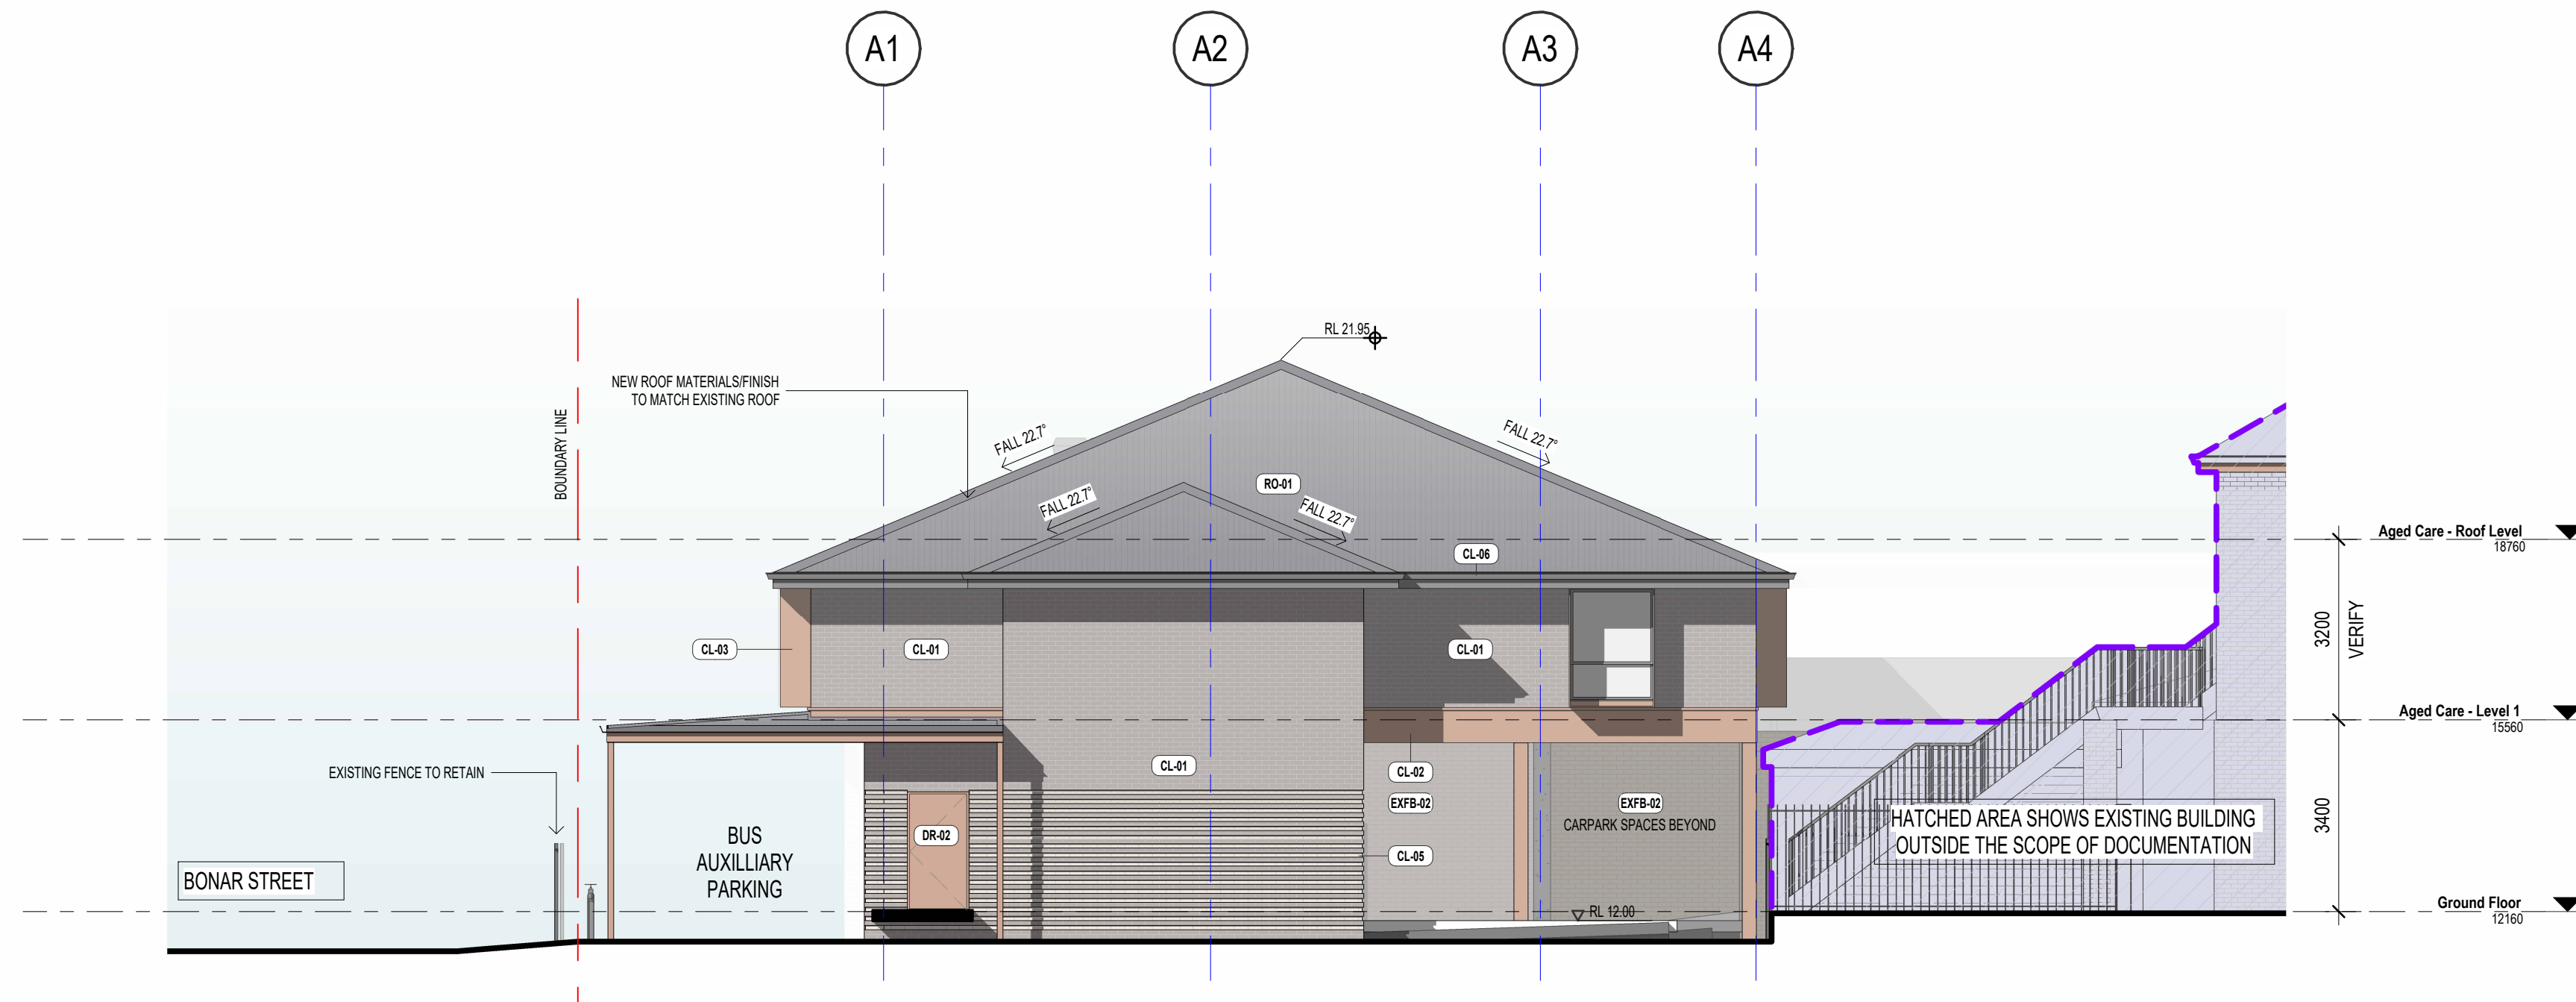 A1
A2
A3
A4
RL 21.95
NEW ROOF MATERIALS/FINISH
TO MATCH EXISTING ROOF
BOUNDARY LINE
FALL 22.7°
FALL 22.7°
RO-01
FALL 22.7°
FALL 22.7°
Aged Care - Roof Level
18760
CL-06
3200
VERIFY
CL-03
CL-01
CL-01
Aged Care - Level 1
15560
EXISTING FENCE TO RETAIN
CL-01
CL-02
EXFB-02
EXFB-02
CARPARK SPACES BEYOND
3400
HATCHED AREA SHOWS EXISTING BUILDING
OUTSIDE THE SCOPE OF DOCUMENTATION
DR-02
BUS
AUXILLIARY
PARKING
CL-05
BONAR STREET
RL 12.00
Ground Floor
12160